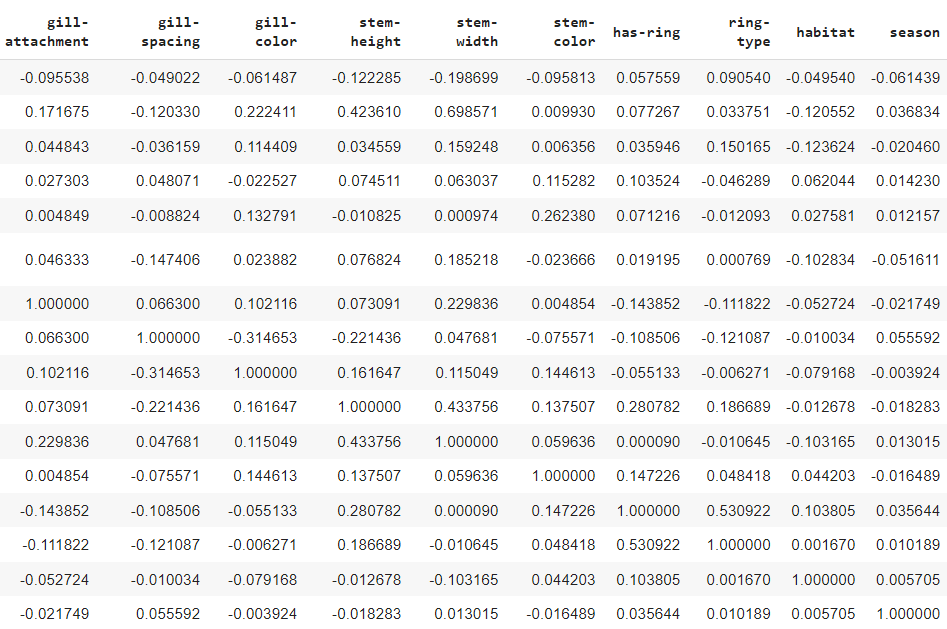 gill- gill- gill- stem- stem- stem- ring-
attachment spacing color height width color has-ring type habitat season
-0.095538 -0.049022 -0.061487 -0.122285 -0.198699 -0.095813 0.057559 0.090540 -0.049540 -0.061439
0.171675 -0.120330 0.222411 0.423610 0.698571 0.009930 0.077267 0.033751 -0.120552 0.036834
0.044843 -0.036159 0.114409 0.034559 0.159248 0.006356 0.035946 0.150165 -0.123624 -0.020460
0.027303 0.048071 -0.022527 0.074511 0.063037 0.115282 0.103524 -0.046289 0.062044 0.014230
0.004849 -0.008824 0.132791 -0.010825 0.000974 0.262380 0.071216 -0.012093 0.027581 0.012157
0.046333 -0.147406 0.023882 0.076824 0.185218 -0.023666 0.019195 0.000769 -0.102834 -0.051611
1.000000 0.066300 0.102116 0.073091 0.229836 0.004854 -0.143852 -0.111822 -0.052724 -0.021749
0.066300 1.000000 -0.314653 -0.221436 0.047681 -0.075571 -0.108506 -0.121087 -0.010034 0.055592
0.102116 -0.314653 1.000000 0.161647 0.115049 0.144613 -0.055133 -0.006271 -0.079168 -0.003924
0.073091 -0.221436 0.161647 1.000000 0.433756 0.137507 0.280782 0.186689 -0.012678 -0.018283
0.229836 0.047681 0.115049 0.433756 1.000000 0.059636 0.000090 -0.010645 -0.103165 0.013015
0.004854 -0.075571 0.144613 0.137507 0.059636 1.000000 0.147226 0.048418 0.044203 -0.016489
-0.143852 -0.108506 -0.055133 0.280782 0.000090 0.147226 1.000000 0.530922 0.103805 0.035644
-0.111822 -0.121087 -0.006271 0.186689 -0.010645 0.048418 0.530922 1.000000 0.001670 0.010189
-0.052724 -0.010034 -0.079168 -0.012678 -0.103165 0.044203 0.103805 0.001670 1.000000 0.005705
-0.021749 0.055592 -0.003924 -0.018283 0.013015 -0.016489 0.035644 0.010189 0.005705 1.000000